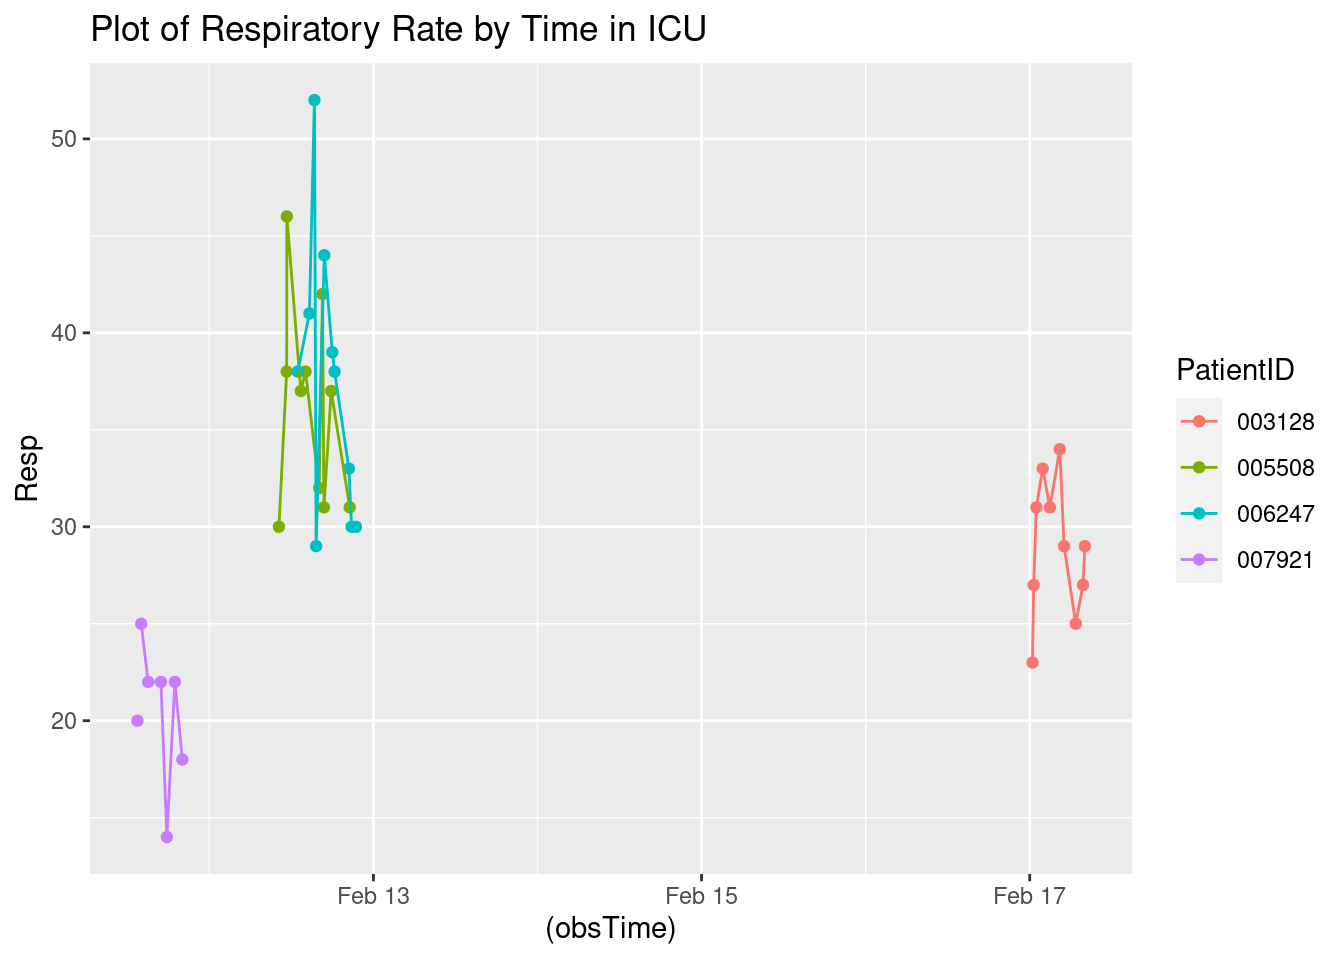 Plot of Respiratory Rate by Time in ICU
50
40
30
20
Resp
Feb 13
Feb 15
Feb 17
(obsTime)
PatientID
003128
005508
006247
007921